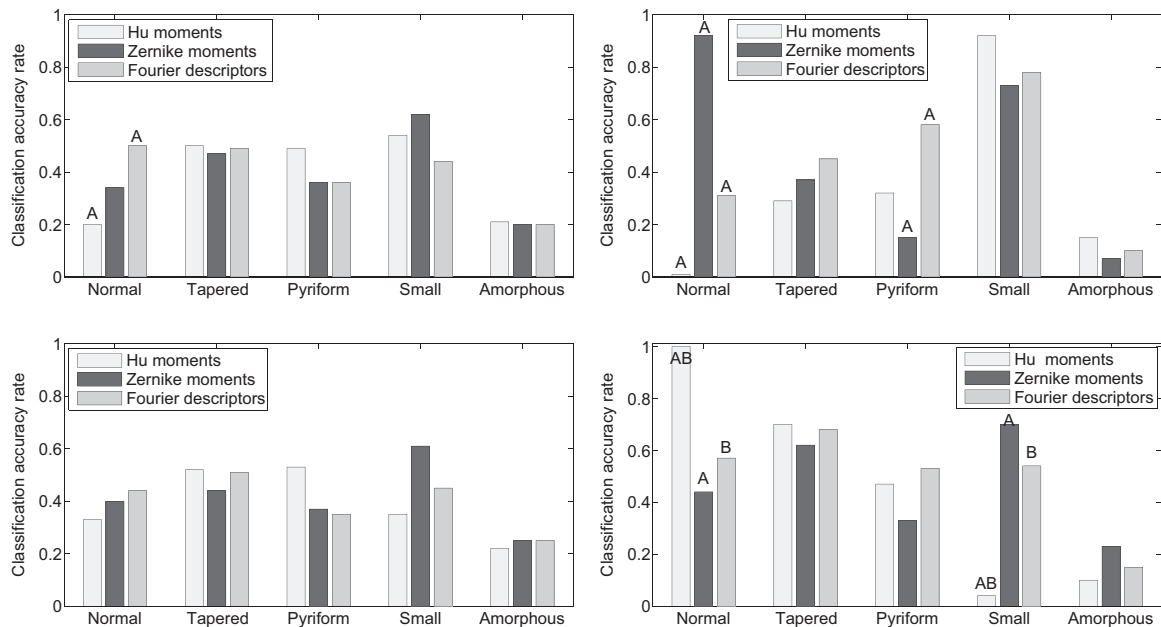 Classification accuracy rate
1
0.8
0.6
0.4
0.2
0
Hu moments
Zernike moments
Fourier descriptors
A
A
Normal Tapered Pyriform Small Amorphous
Classification accuracy rate
1
0.8
0.6
0.4
0.2
0
Hu moments
Zernike moments
Fourier descriptors
A
A
A
A
A
Normal Tapered Pyriform Small Amorphous
Classification accuracy rate
1
0.8
0.6
0.4
0.2
0
Hu moments
Zernike moments
Fourier descriptors
Normal Tapered Pyriform Small Amorphous
Classification accuracy rate
1
0.8
0.6
0.4
0.2
0
Hu moments
Zernike moments
Fourier descriptors
AB
A
B
AB
A
B
Normal Tapered Pyriform Small Amorphous